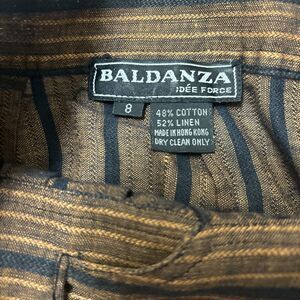 BALDANZA
IDÉE FORCE
8
48% COTTON
52% LINEN
MADE IN HONG KONG
DRY CLEAN ONLY